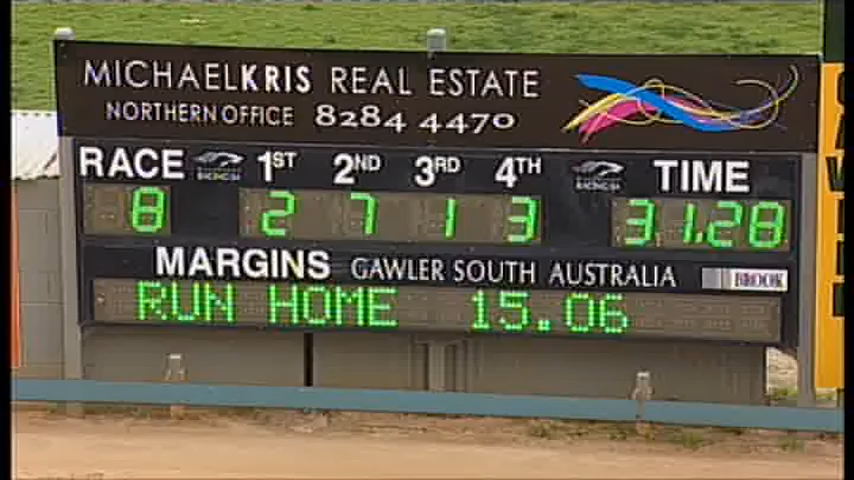 MICHAELKRIS REAL ESTATE
NORTHERN OFFICE 8284 4470
RACE 1ST 2ND 3RD 4TH TIME
8 2 7 1 3 31.28
MARGINS GAWLER SOUTH AUSTRALIA BROOK
RUN HOME 15.06